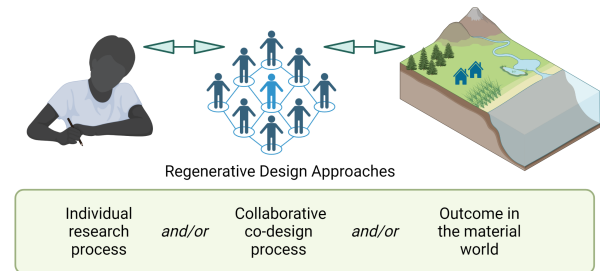 Regenerative Design Approaches
Individual
research
process
and/or
Collaborative
co-design
process
and/or
Outcome in
the material
world